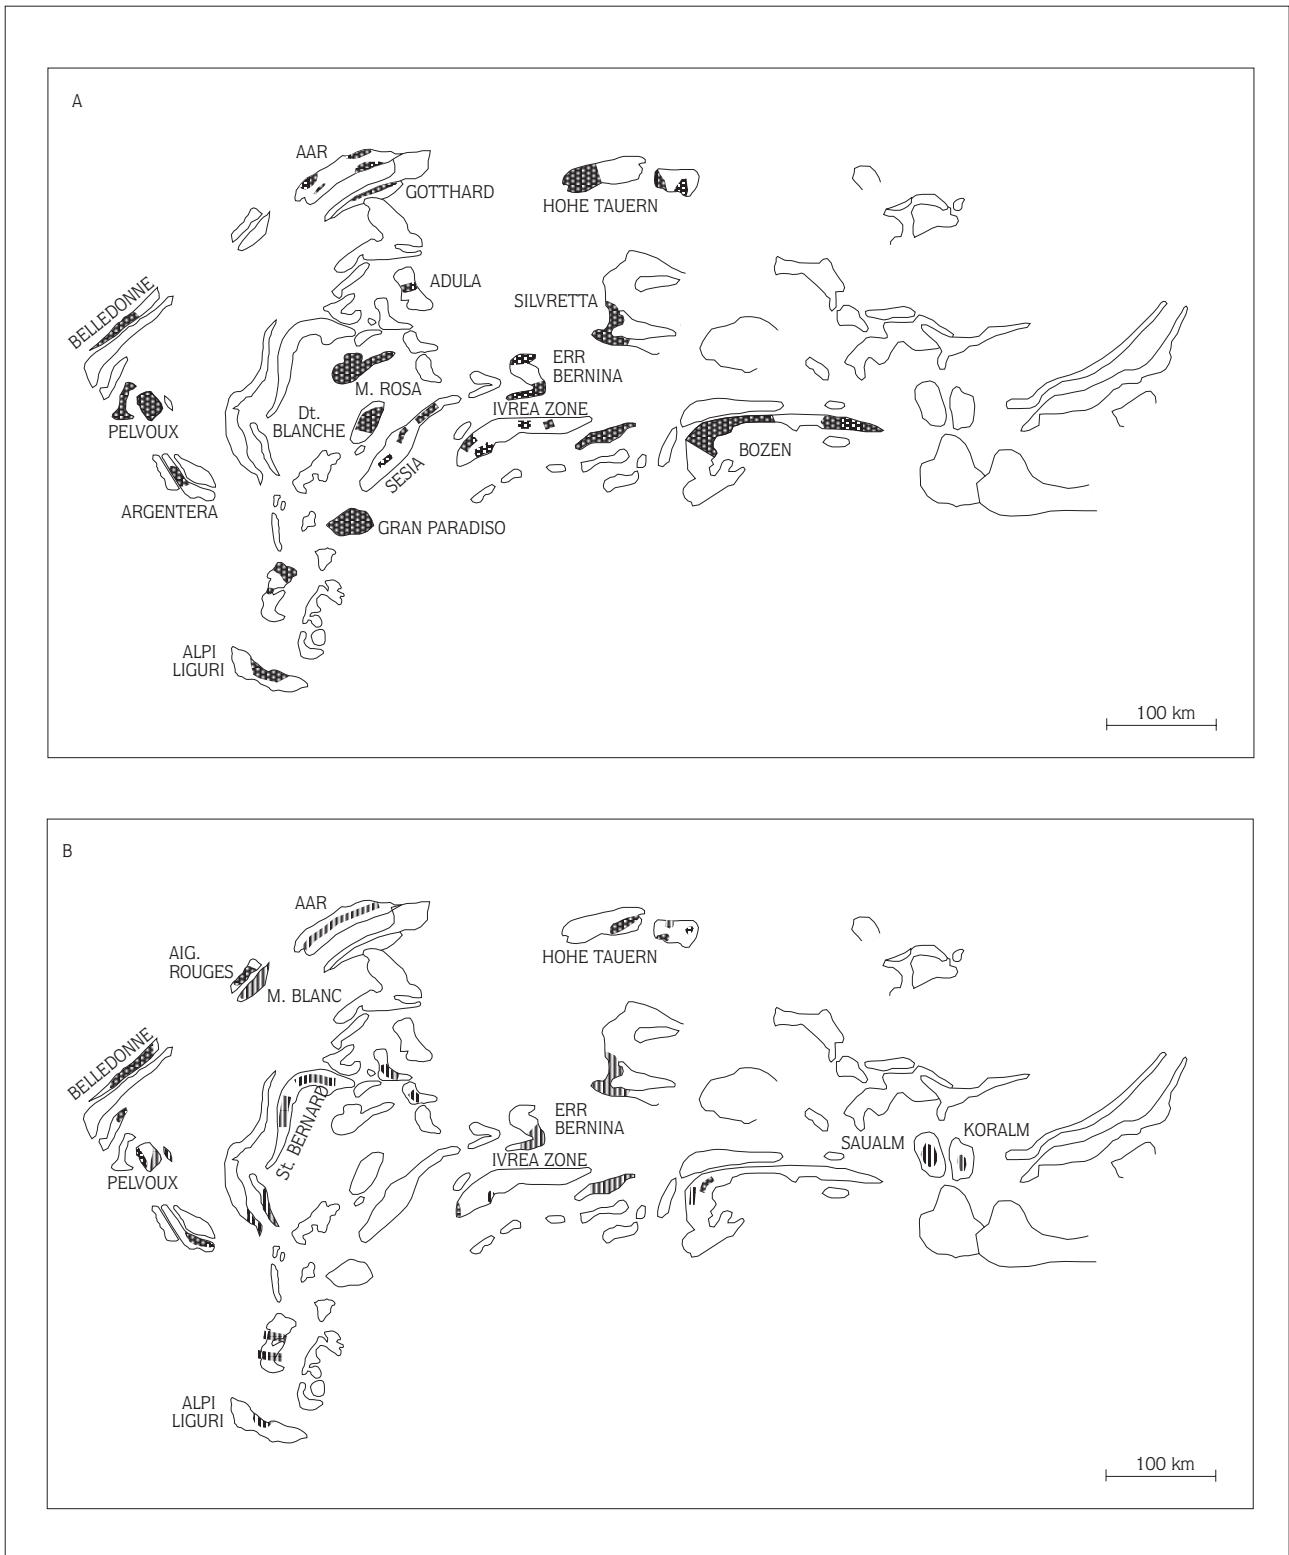 A
AAR
GOTTHARD
HOHE TAUERN
ADULA
BELLEDONNE
SILVRETTA
ERR
BERNINA
M. ROSA
IVREA ZONE
Dt.
BLANCHE
PELVOUX
BOZEN
SESIA
ARGENTERA
GRAN PARADISO
ALPI
LIGURI
100 km
B
AAR
AIG.
ROUGES
M. BLANC
HOHE TAUERN
BELLEDONNE
St. BERNARD
ERR
BERNINA
IVREA ZONE
SAUALM
KORALM
PELVOUX
ALPI
LIGURI
100 km